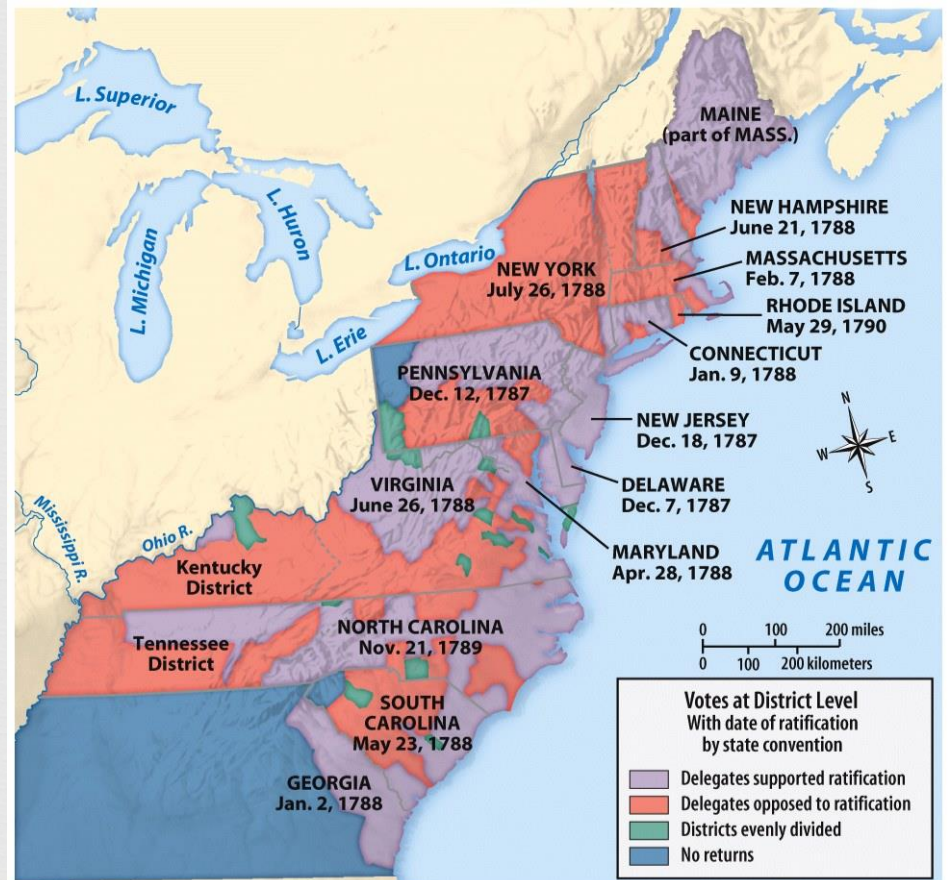 L. Superior
MAINE
(part of MASS.)
L. Michigan
L. Huron
L. Ontario
NEW YORK
July 26, 1788
NEW HAMPSHIRE
June 21, 1788
MASSACHUSETTS
Feb. 7, 1788
RHODE ISLAND
May 29, 1790
L. Erie
CONNECTICUT
Jan. 9, 1788
PENNSYLVANIA
Dec. 12, 1787
NEW JERSEY
Dec. 18, 1787
VIRGINIA
June 26, 1788
DELAWARE
Dec. 7, 1787
N
W
E
S
Mississippi R.
Ohio R.
MARYLAND
Apr. 28, 1788
ATLANTIC
OCEAN
Kentucky
District
Tennessee
District
NORTH CAROLINA
Nov. 21, 1789
0 100 200 miles
0 100 200 kilometers
SOUTH
CAROLINA
May 23, 1788
GEORGIA
Jan. 2, 1788
Votes at District Level
With date of ratification
by state convention
Delegates supported ratification
Delegates opposed to ratification
Districts evenly divided
No returns